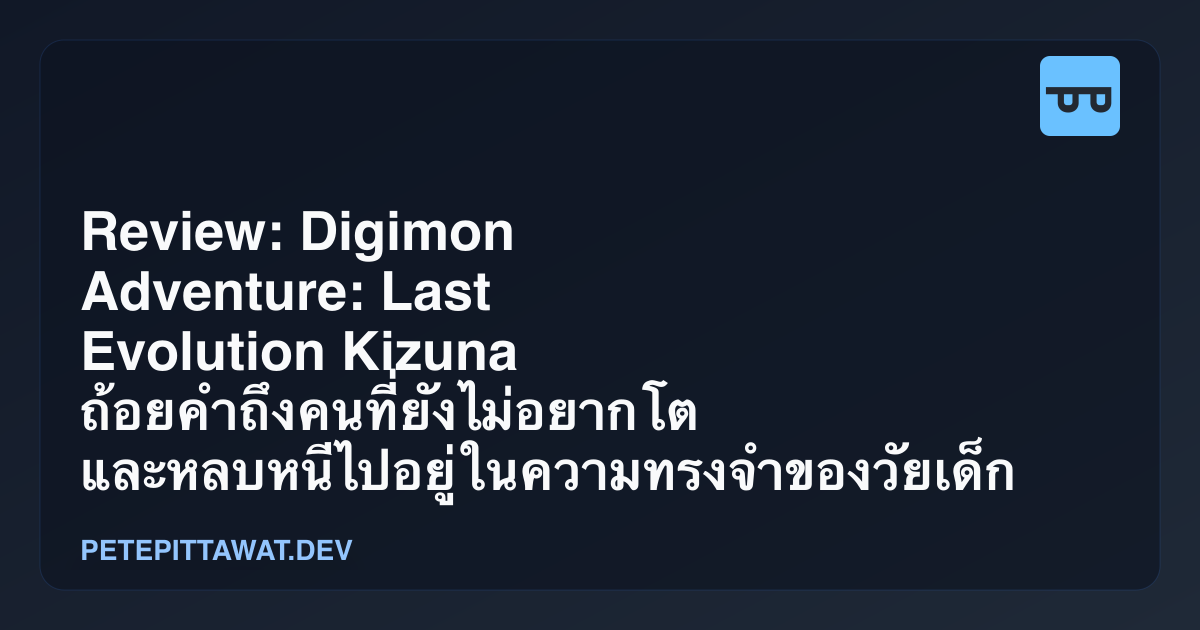 Review: Digimon
Adventure: Last
Evolution Kizuna
ถ้อยคำถึงคนที่ยังไม่อยากโต
และหลบหนีไปอยู่ในความทรงจำของวัยเด็ก
PETEPITTAWAT.DEV